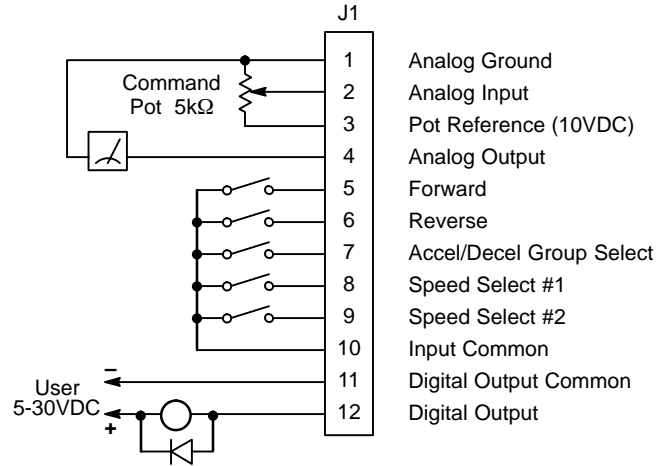 J1
1 Analog Ground
Command
Pot 5kΩ
2 Analog Input
3 Pot Reference (10VDC)
4 Analog Output
5 Forward
6 Reverse
7 Accel/Decel Group Select
8 Speed Select #1
9 Speed Select #2
10 Input Common
User
5-30VDC
–
+
11 Digital Output Common
12 Digital Output